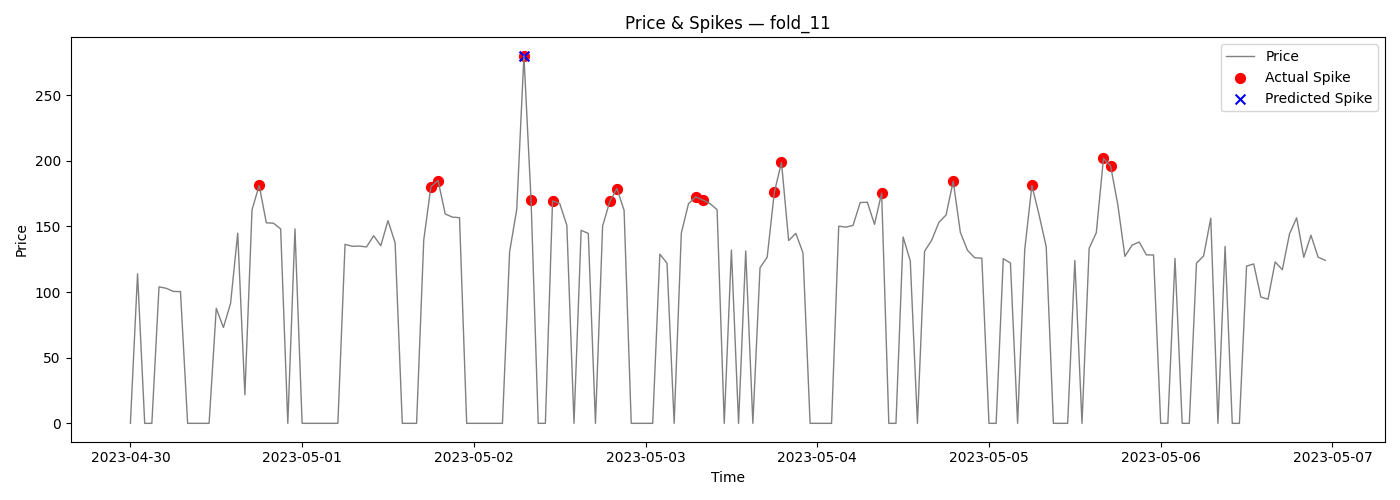 Price & Spikes — fold_11
Price
Actual Spike
Predicted Spike
Price
250
200
150
100
50
0
2023-04-30 2023-05-01 2023-05-02 2023-05-03 2023-05-04 2023-05-05 2023-05-06 2023-05-07
Time